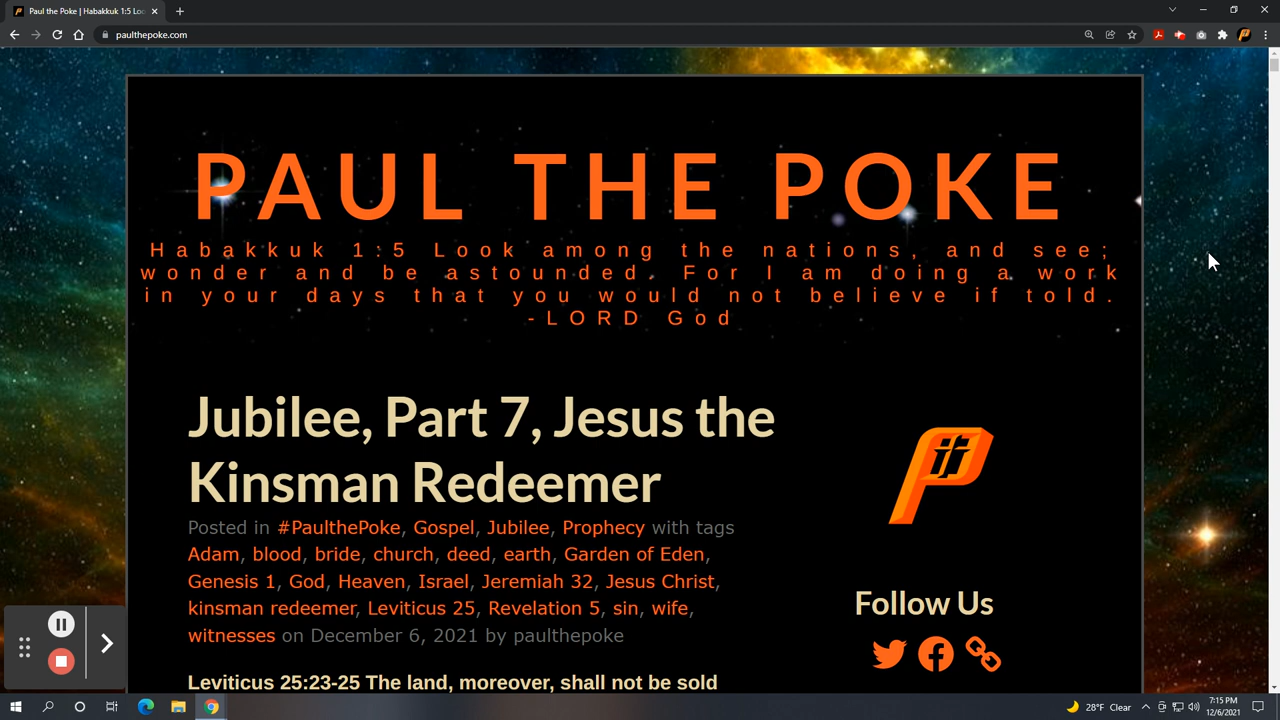 Paul the Poke | Habakkuk 1:5 Loo
paulthepoke.com
PAUL THE POKE
Habakkuk 1:5 Look among the nations, and see;
wonder and be astounded. For I am doing a work
in your days that you would not believe if told.
-LORD God
Jubilee, Part 7, Jesus the
Kinsman Redeemer
Posted in #PaulthePoke, Gospel, Jubilee, Prophecy with tags
Adam, blood, bride, church, deed, earth, Garden of Eden,
Genesis 1, God, Heaven, Israel, Jeremiah 32, Jesus Christ,
kinsman redeemer, Leviticus 25, Revelation 5, sin, wife,
witnesses on December 6, 2021 by paulthepoke
Leviticus 25:23-25 The land, moreover, shall not be sold
Follow Us
28°F Clear
7:15 PM
12/6/2021